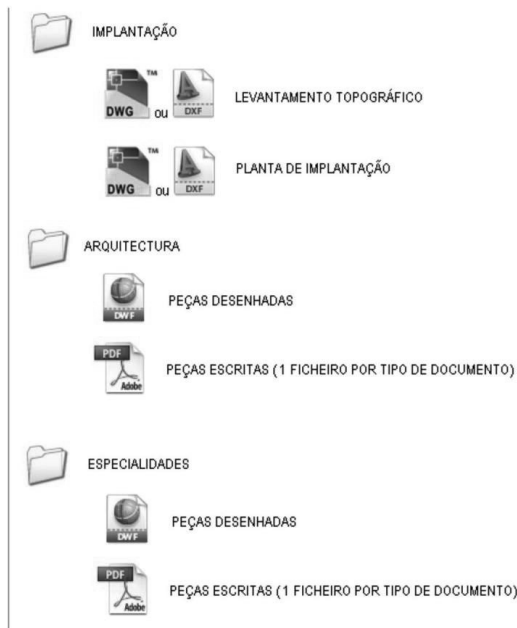 IMPLANTAÇÃO
DWG TM ou DXF LEVANTAMENTO TOPOGRÁFICO
DWG TM ou DXF PLANTA DE IMPLANTAÇÃO
ARQUITECTURA
DWF PEÇAS DESENHADAS
PDF Adobe PEÇAS ESCRITAS (1 FICHEIRO POR TIPO DE DOCUMENTO)
ESPECIALIDADES
DWF PEÇAS DESENHADAS
PDF Adobe PEÇAS ESCRITAS (1 FICHEIRO POR TIPO DE DOCUMENTO)